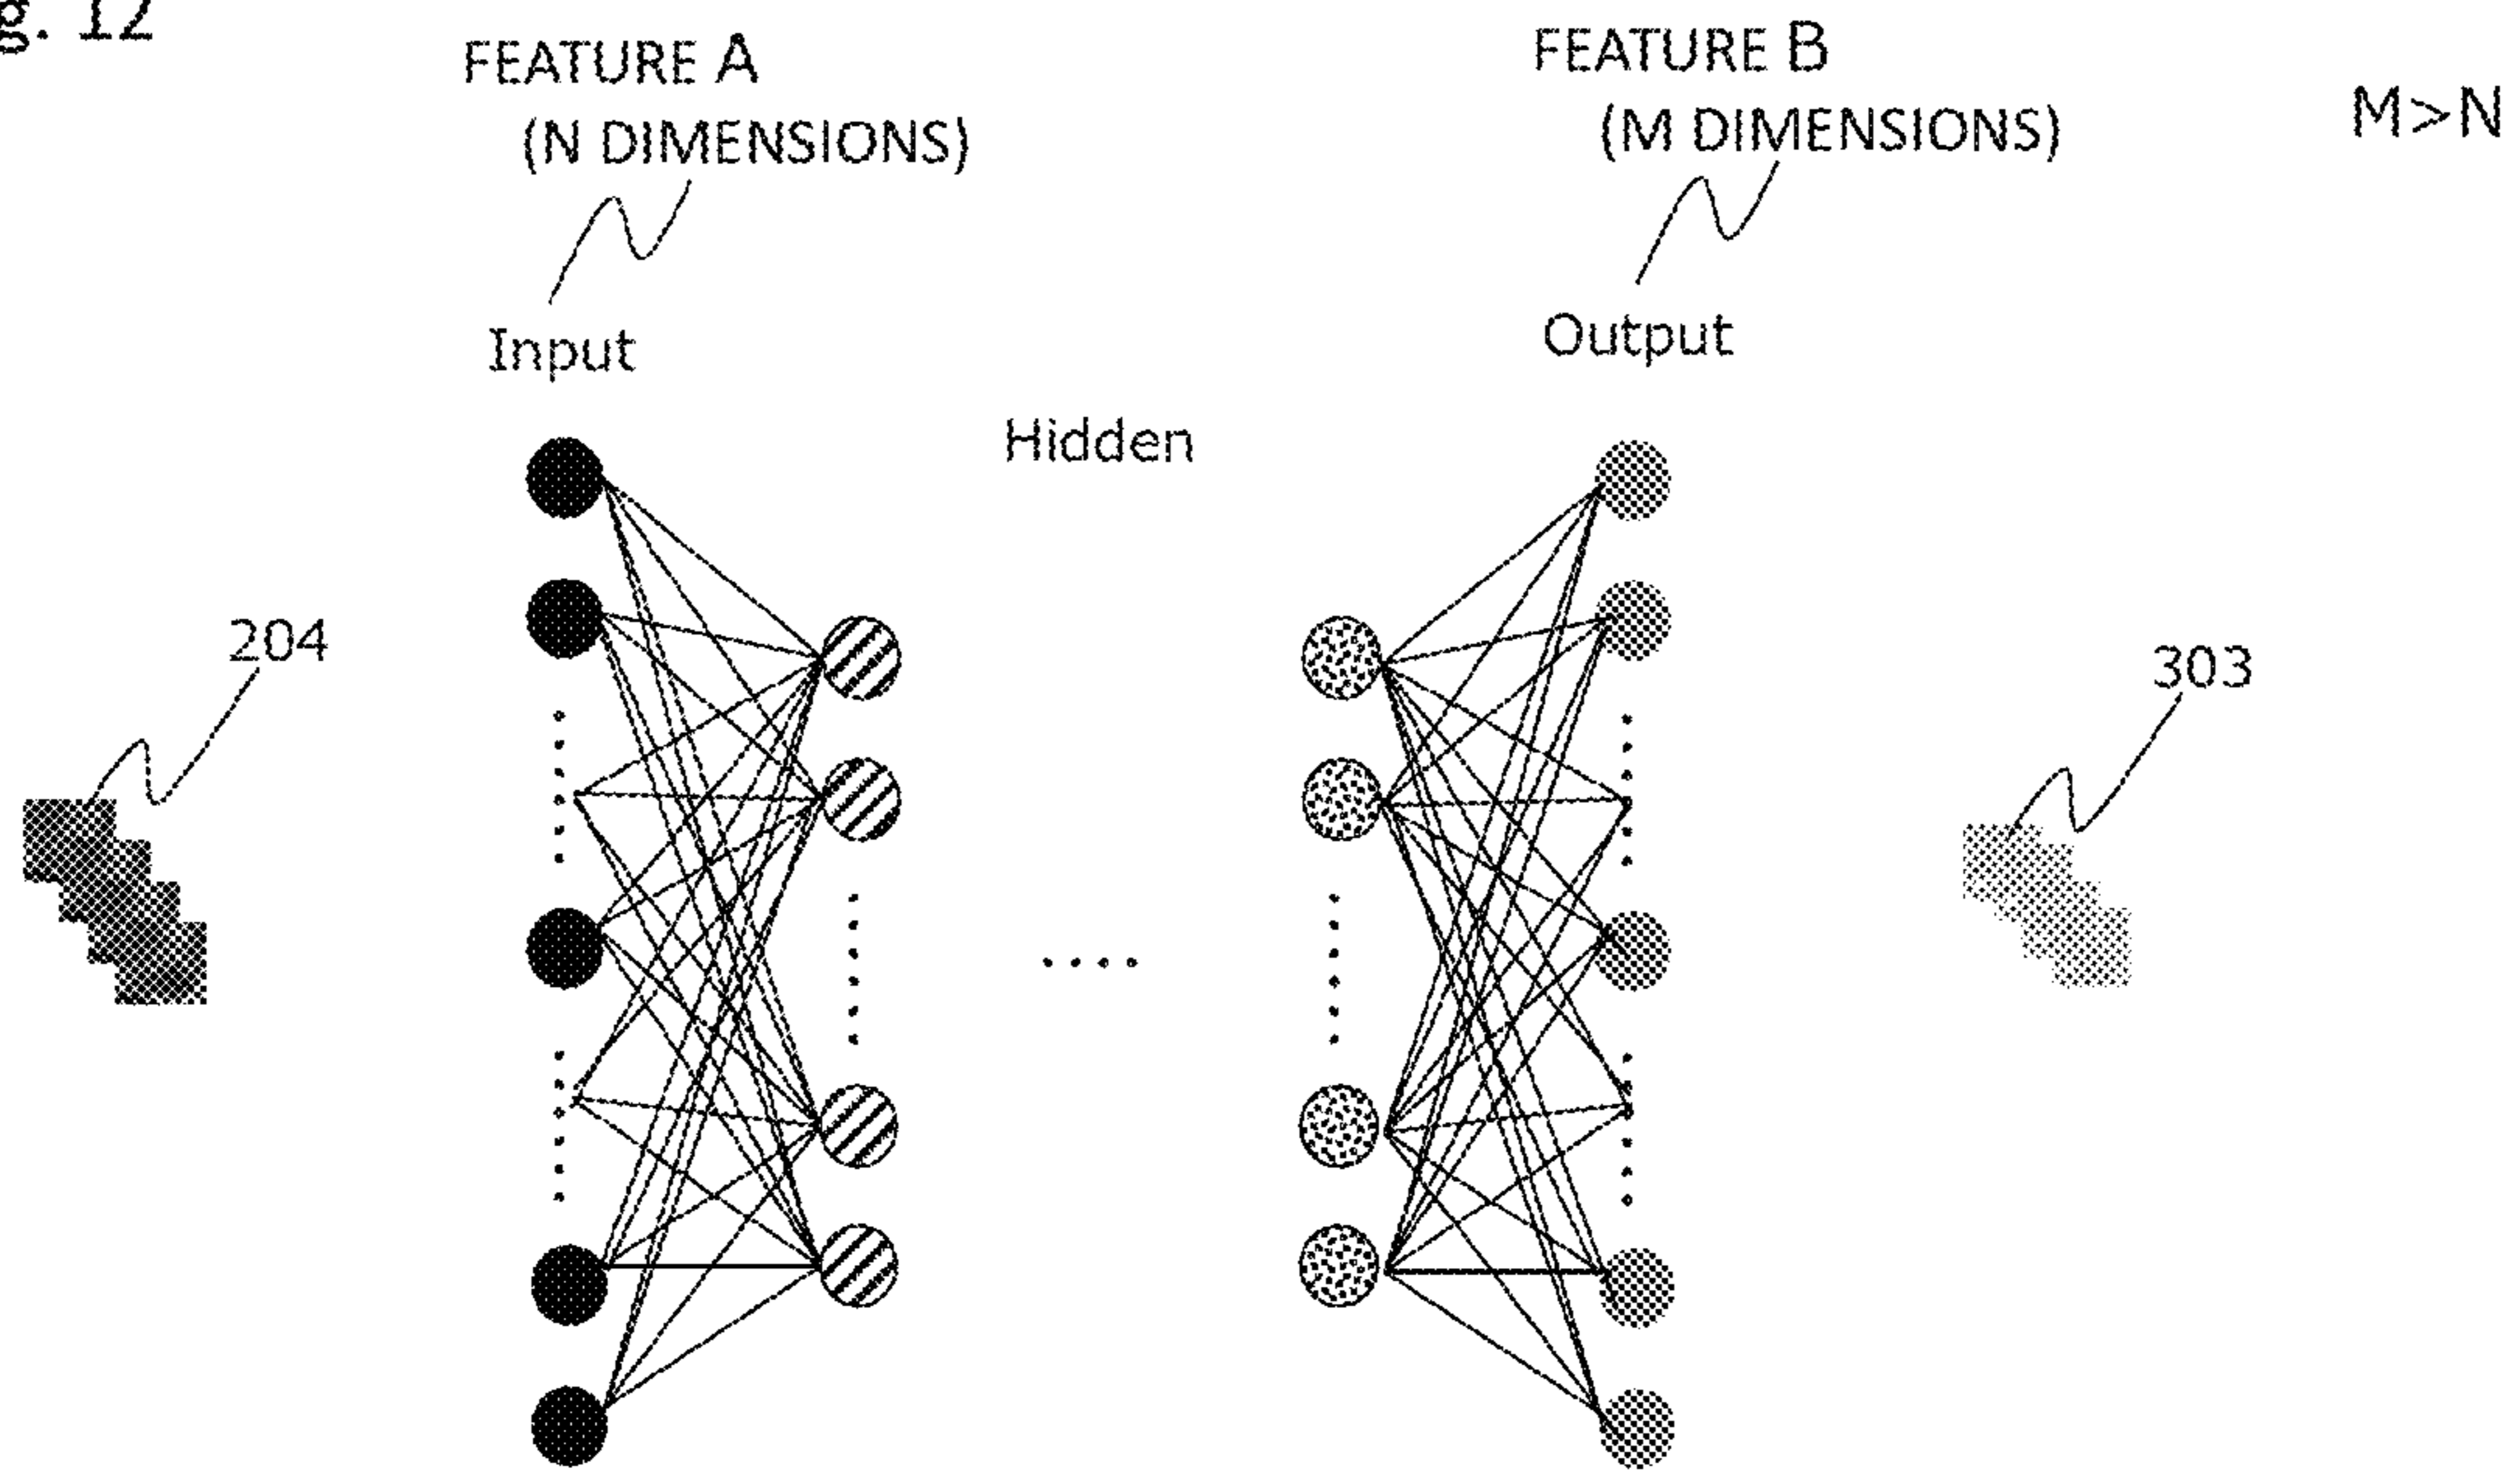 g. 12
FEATURE A
(N DIMENSIONS)
FEATURE B
(M DIMENSIONS)
M>N
Input
Output
Hidden
204
303